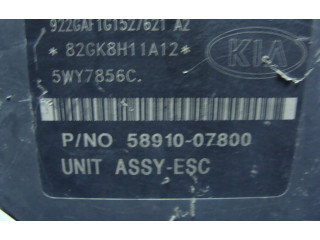 922GAF1G1527621 A2
*82GK8H11A12*
5WY7856C.
KIA
P/NO 58910-07800
UNIT ASSY-ESC